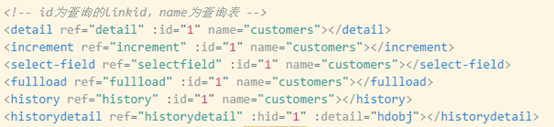 <!-- id为查询的linkid，name为查询表 -->
<detail ref="detail" :id="1" name="customers"></detail>
<increment ref="increment" :id="1" name="customers"></increment>
<select-field ref="selectfield" :id="1" name="customers"></select-field>
<fullload ref="fullload" :id="1" name="customers"></fullload>
<history ref="history" :id="1" name="customers"></history>
<historydetail ref="historydetail" :hid="1" :detail="hdobj"></historydetail>